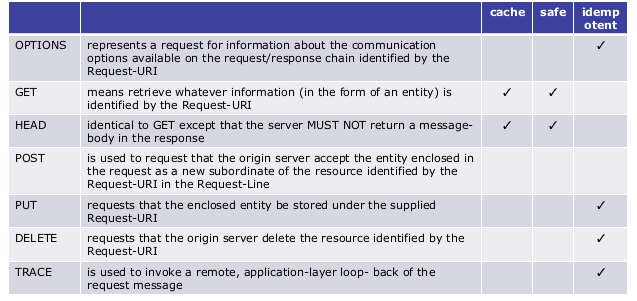 cache safe idemp
otent
OPTIONS represents a request for information about the communication
options available on the request/response chain identified by the
Request-URI ✓
GET means retrieve whatever information (in the form of an entity) is
identified by the Request-URI ✓ ✓
HEAD identical to GET except that the server MUST NOT return a message-
body in the response ✓ ✓
POST is used to request that the origin server accept the entity enclosed in
the request as a new subordinate of the resource identified by the
Request-URI in the Request-Line
PUT requests that the enclosed entity be stored under the supplied
Request-URI ✓
DELETE requests that the origin server delete the resource identified by the
Request-URI ✓
TRACE is used to invoke a remote, application-layer loop- back of the
request message ✓